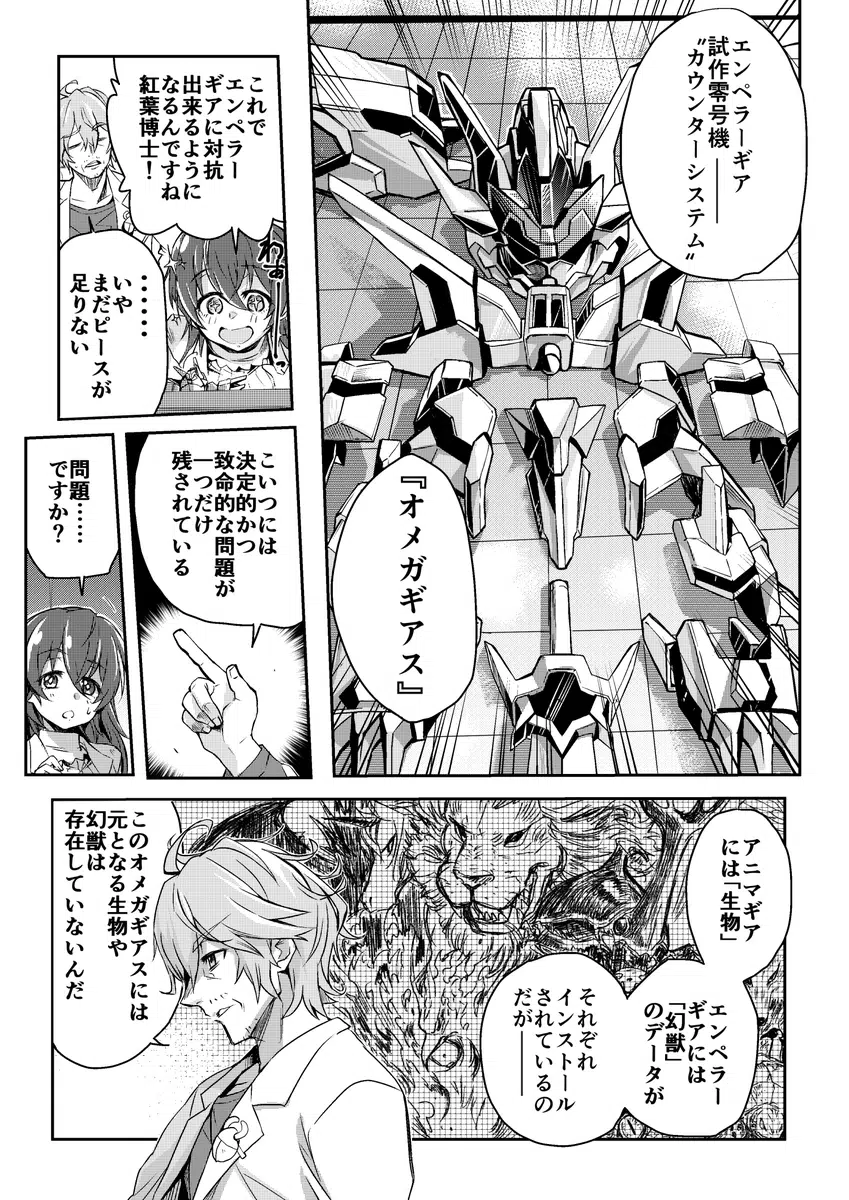 エンペラーギア
試作零号機――
“カウンターシステム”
『オメガギアス』
これで
エンペラー
ギアに対抗
出来るように
なるんですね
紅葉博士!
わぁ
……
いや
まだピースが
足りない
こいつには
決定的かつ
致命的な問題が
一つだけ
残されている
問題……
ですか?
アニマギア
には「生物」
エンペラー
ギアには
「幻獣」
のデータが
それぞれ
インストール
されているの
だが――
このオメガギアスには
元となる生物や
幻獣は
存在していないんだ